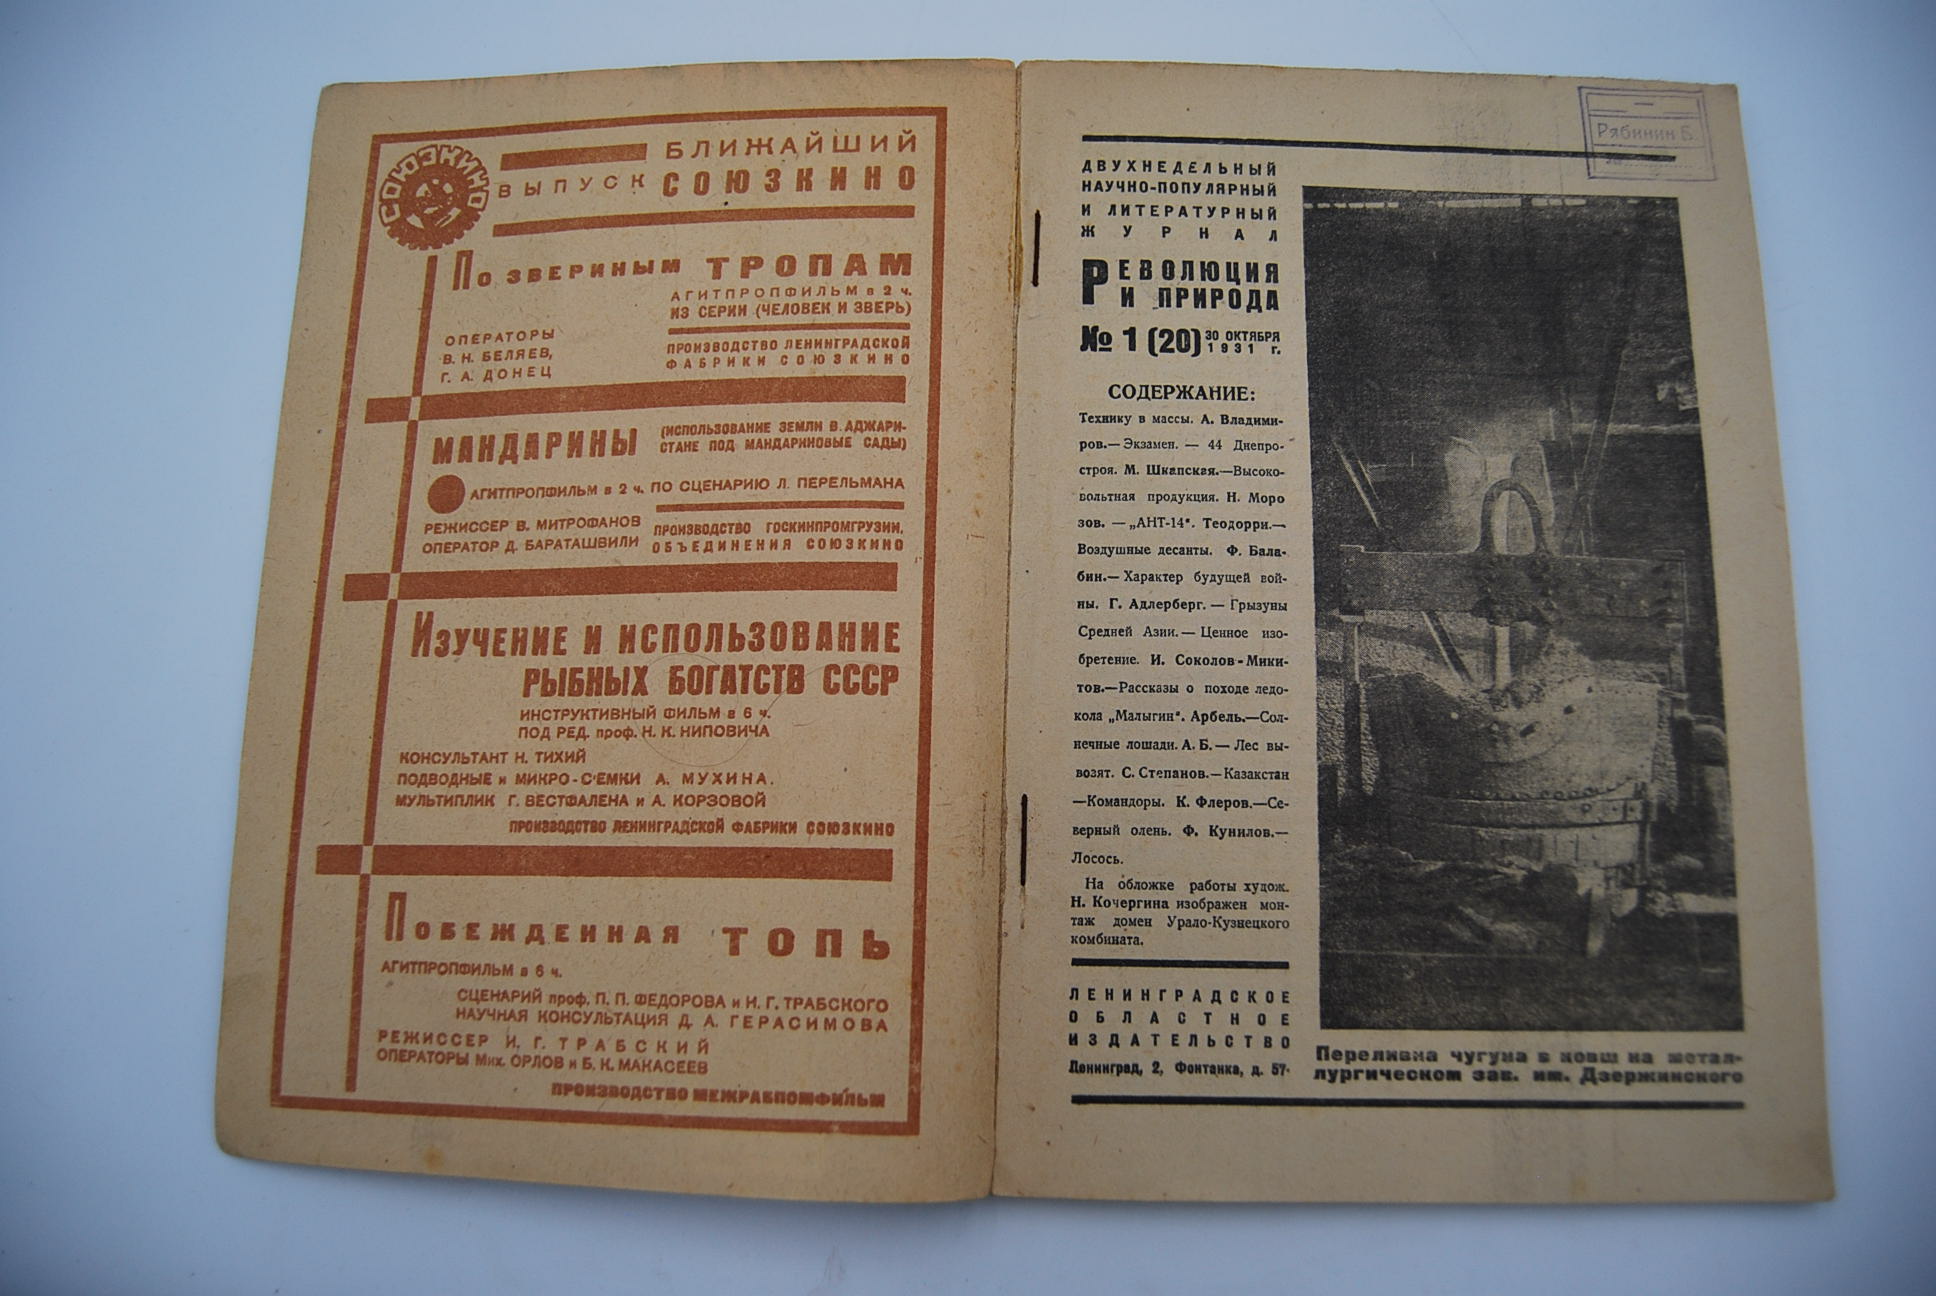 СОЮЗКИНО
БЛИЖАЙШИЙ
ВЫПУСК СОЮЗКИНО
ПО ЗВЕРИНЫМ ТРОПАМ
АГИТПРОПФИЛЬМ в 2 ч.
ИЗ СЕРИИ (ЧЕЛОВЕК И ЗВЕРЬ)
ОПЕРАТОРЫ
В. Н. БЕЛЯЕВ,
Г. А. ДОНЕЦ
ПРОИЗВОДСТВО ЛЕНИНГРАДСКОЙ
ФАБРИКИ СОЮЗКИНО
МАНДАРИНЫ
(ИСПОЛЬЗОВАНИЕ ЗЕМЛИ В АДЖАРИ-
СТАНЕ ПОД МАНДАРИНОВЫЕ САДЫ)
АГИТПРОПФИЛЬМ в 2 ч. ПО СЦЕНАРИЮ Л. ПЕРЕЛЬМАНА
РЕЖИССЕР В. МИТРОФАНОВ
ОПЕРАТОР Д. БАРАТАШВИЛИ
ПРОИЗВОДСТВО ГОСКИНПРОМГРУЗИИ,
ОБЪЕДИНЕНИЯ СОЮЗКИНО
ИЗУЧЕНИЕ И ИСПОЛЬЗОВАНИЕ
РЫБНЫХ БОГАТСТВ СССР
ИНСТРУКТИВНЫЙ ФИЛЬМ в 6 ч.
ПОД РЕД. проф. Н. К. НИПОВИЧА
КОНСУЛЬТАНТ Н. ТИХИЙ
ПОДВОДНЫЕ и МИКРО-С'ЕМКИ А. МУХИНА.
МУЛЬТИПЛИК Г. ВЕСТФАЛЕНА и А. КОРЗОВОЙ
ПРОИЗВОДСТВО ЛЕНИНГРАДСКОЙ ФАБРИКИ СОЮЗКИНО
ПОБЕЖДЕННАЯ ТОПЬ
АГИТПРОПФИЛЬМ в 6 ч.
СЦЕНАРИЙ проф. П. П. ФЕДОРОВА и И. Г. ТРАБСКОГО
НАУЧНАЯ КОНСУЛЬТАЦИЯ Д. А. ГЕРАСИМОВА
РЕЖИССЕР И. Г. ТРАБСКИЙ
ОПЕРАТОРЫ Мих. ОРЛОВ и Б. К. МАКАСЕЕВ
ПРОИЗВОДСТВО МЕЖРАБПОМФИЛЬМ
Рябинин Б.
ДВУХНЕДЕЛЬНЫЙ
НАУЧНО-ПОПУЛЯРНЫЙ
И ЛИТЕРАТУРНЫЙ
ЖУРНАЛ
РЕВОЛЮЦИЯ
И ПРИРОДА
№ 1 (20) 30 ОКТЯБРЯ
1931 г.
СОДЕРЖАНИЕ:
Технику в массы. А. Владими-
ров.— Экзамен. — 44 Днепро-
строя. М. Шкапская.—Высоко-
вольтная продукция. Н. Моро
зов. — „АНТ-14". Теодорри.—
Воздушные десанты. Ф. Бала-
бин.— Характер будущей вой-
ны. Г. Адлерберг. — Грызуны
Средней Азии.— Ценное изо-
бретение. И. Соколов-Мики-
тов.—Рассказы о походе ледо-
кола „Малыгин". Арбель.—Сол-
нечные лошади. А. Б.— Лес вы-
возят. С. Степанов.—Казакстан
—Командоры. К. Флеров.—Се-
верный олень. Ф. Кунилов.—
Лосось.
На обложке работы худож.
Н. Кочергина изображен мон-
таж домен Урало-Кузнецкого
комбината.
ЛЕНИНГРАДСКОЕ
ОБЛАСТНОЕ
ИЗДАТЕЛЬСТВО
Ленинград, 2, Фонтанка, д. 57.
Переливка чугуна в ковш на метал-
лургическом зав. им. Дзержинского